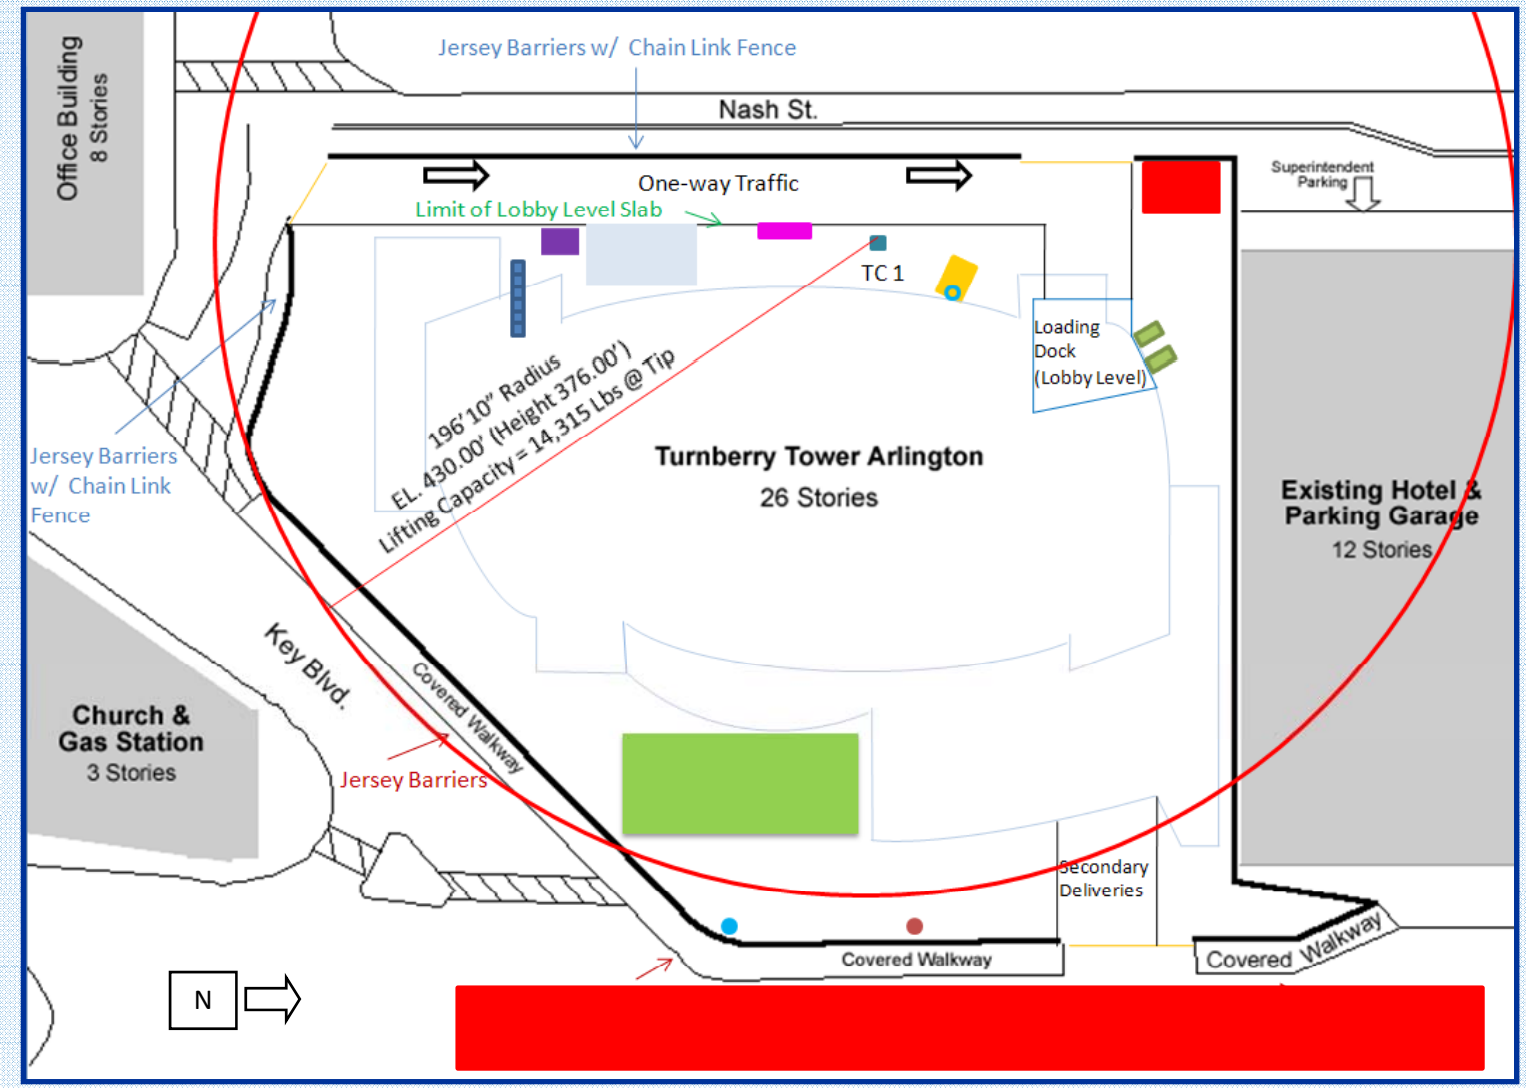 Jersey Barriers w/ Chain Link Fence
Office Building
8 Stories
Nash St.
Superintendent
Parking
One-way Traffic
Limit of Lobby Level Slab
TC 1
Loading
Dock
(Lobby Level)
196'10" Radius
EL. 430.00' (Height 376.00')
Lifting Capacity = 14,315 Lbs @ Tip
Jersey Barriers
w/ Chain Link
Fence
Turnberry Tower Arlington
26 Stories
Existing Hotel &
Parking Garage
12 Stories
Key Blvd.
Covered Walkway
Church &
Gas Station
3 Stories
Jersey Barriers
Secondary
Deliveries
Covered Walkway
Covered Walkway
N